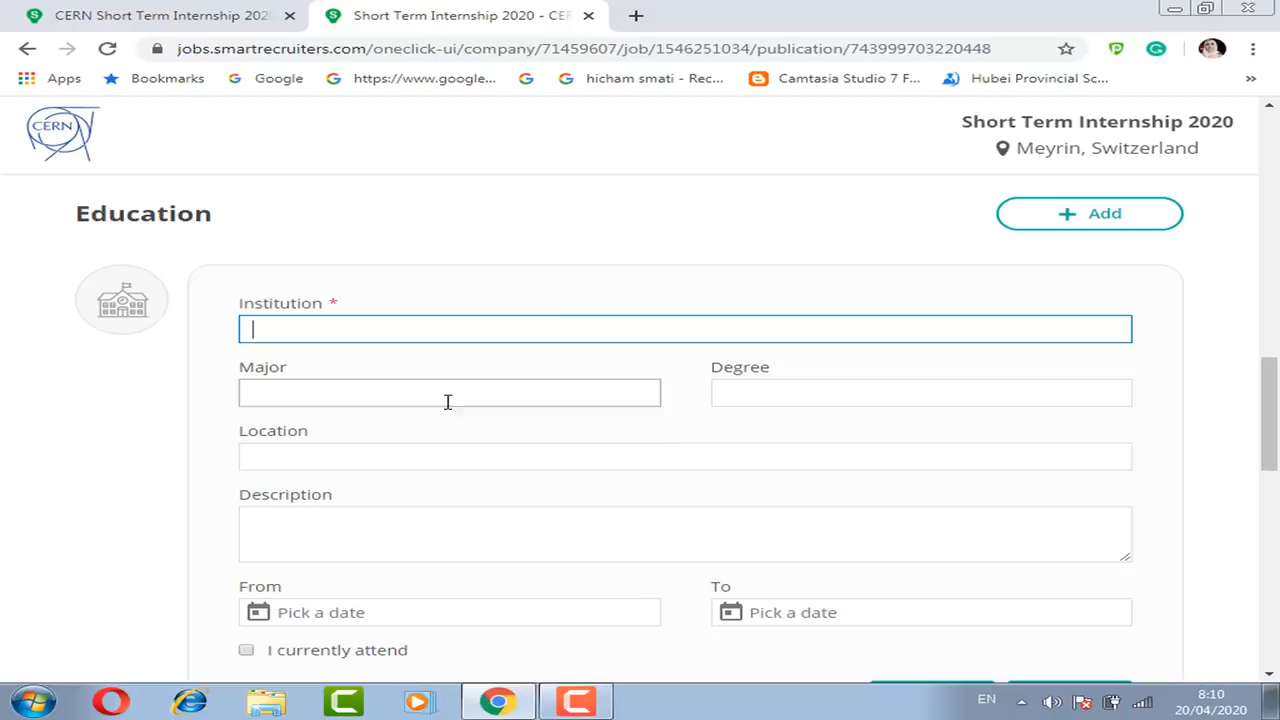 CERN Short Term Internship 202
Short Term Internship 2020 - CER
jobs.smartrecruiters.com/oneclick-ui/company/71459607/job/1546251034/publication/743999703220448
Apps
Bookmarks
Google
https://www.google...
hicham smati - Rec...
Camtasia Studio 7 F...
Hubei Provincial Sc...
»
CERN
Short Term Internship 2020
Meyrin, Switzerland
Education
+ Add
Institution *
Major
Degree
Location
Description
From
To
Pick a date
Pick a date
I currently attend
EN
8:10
20/04/2020